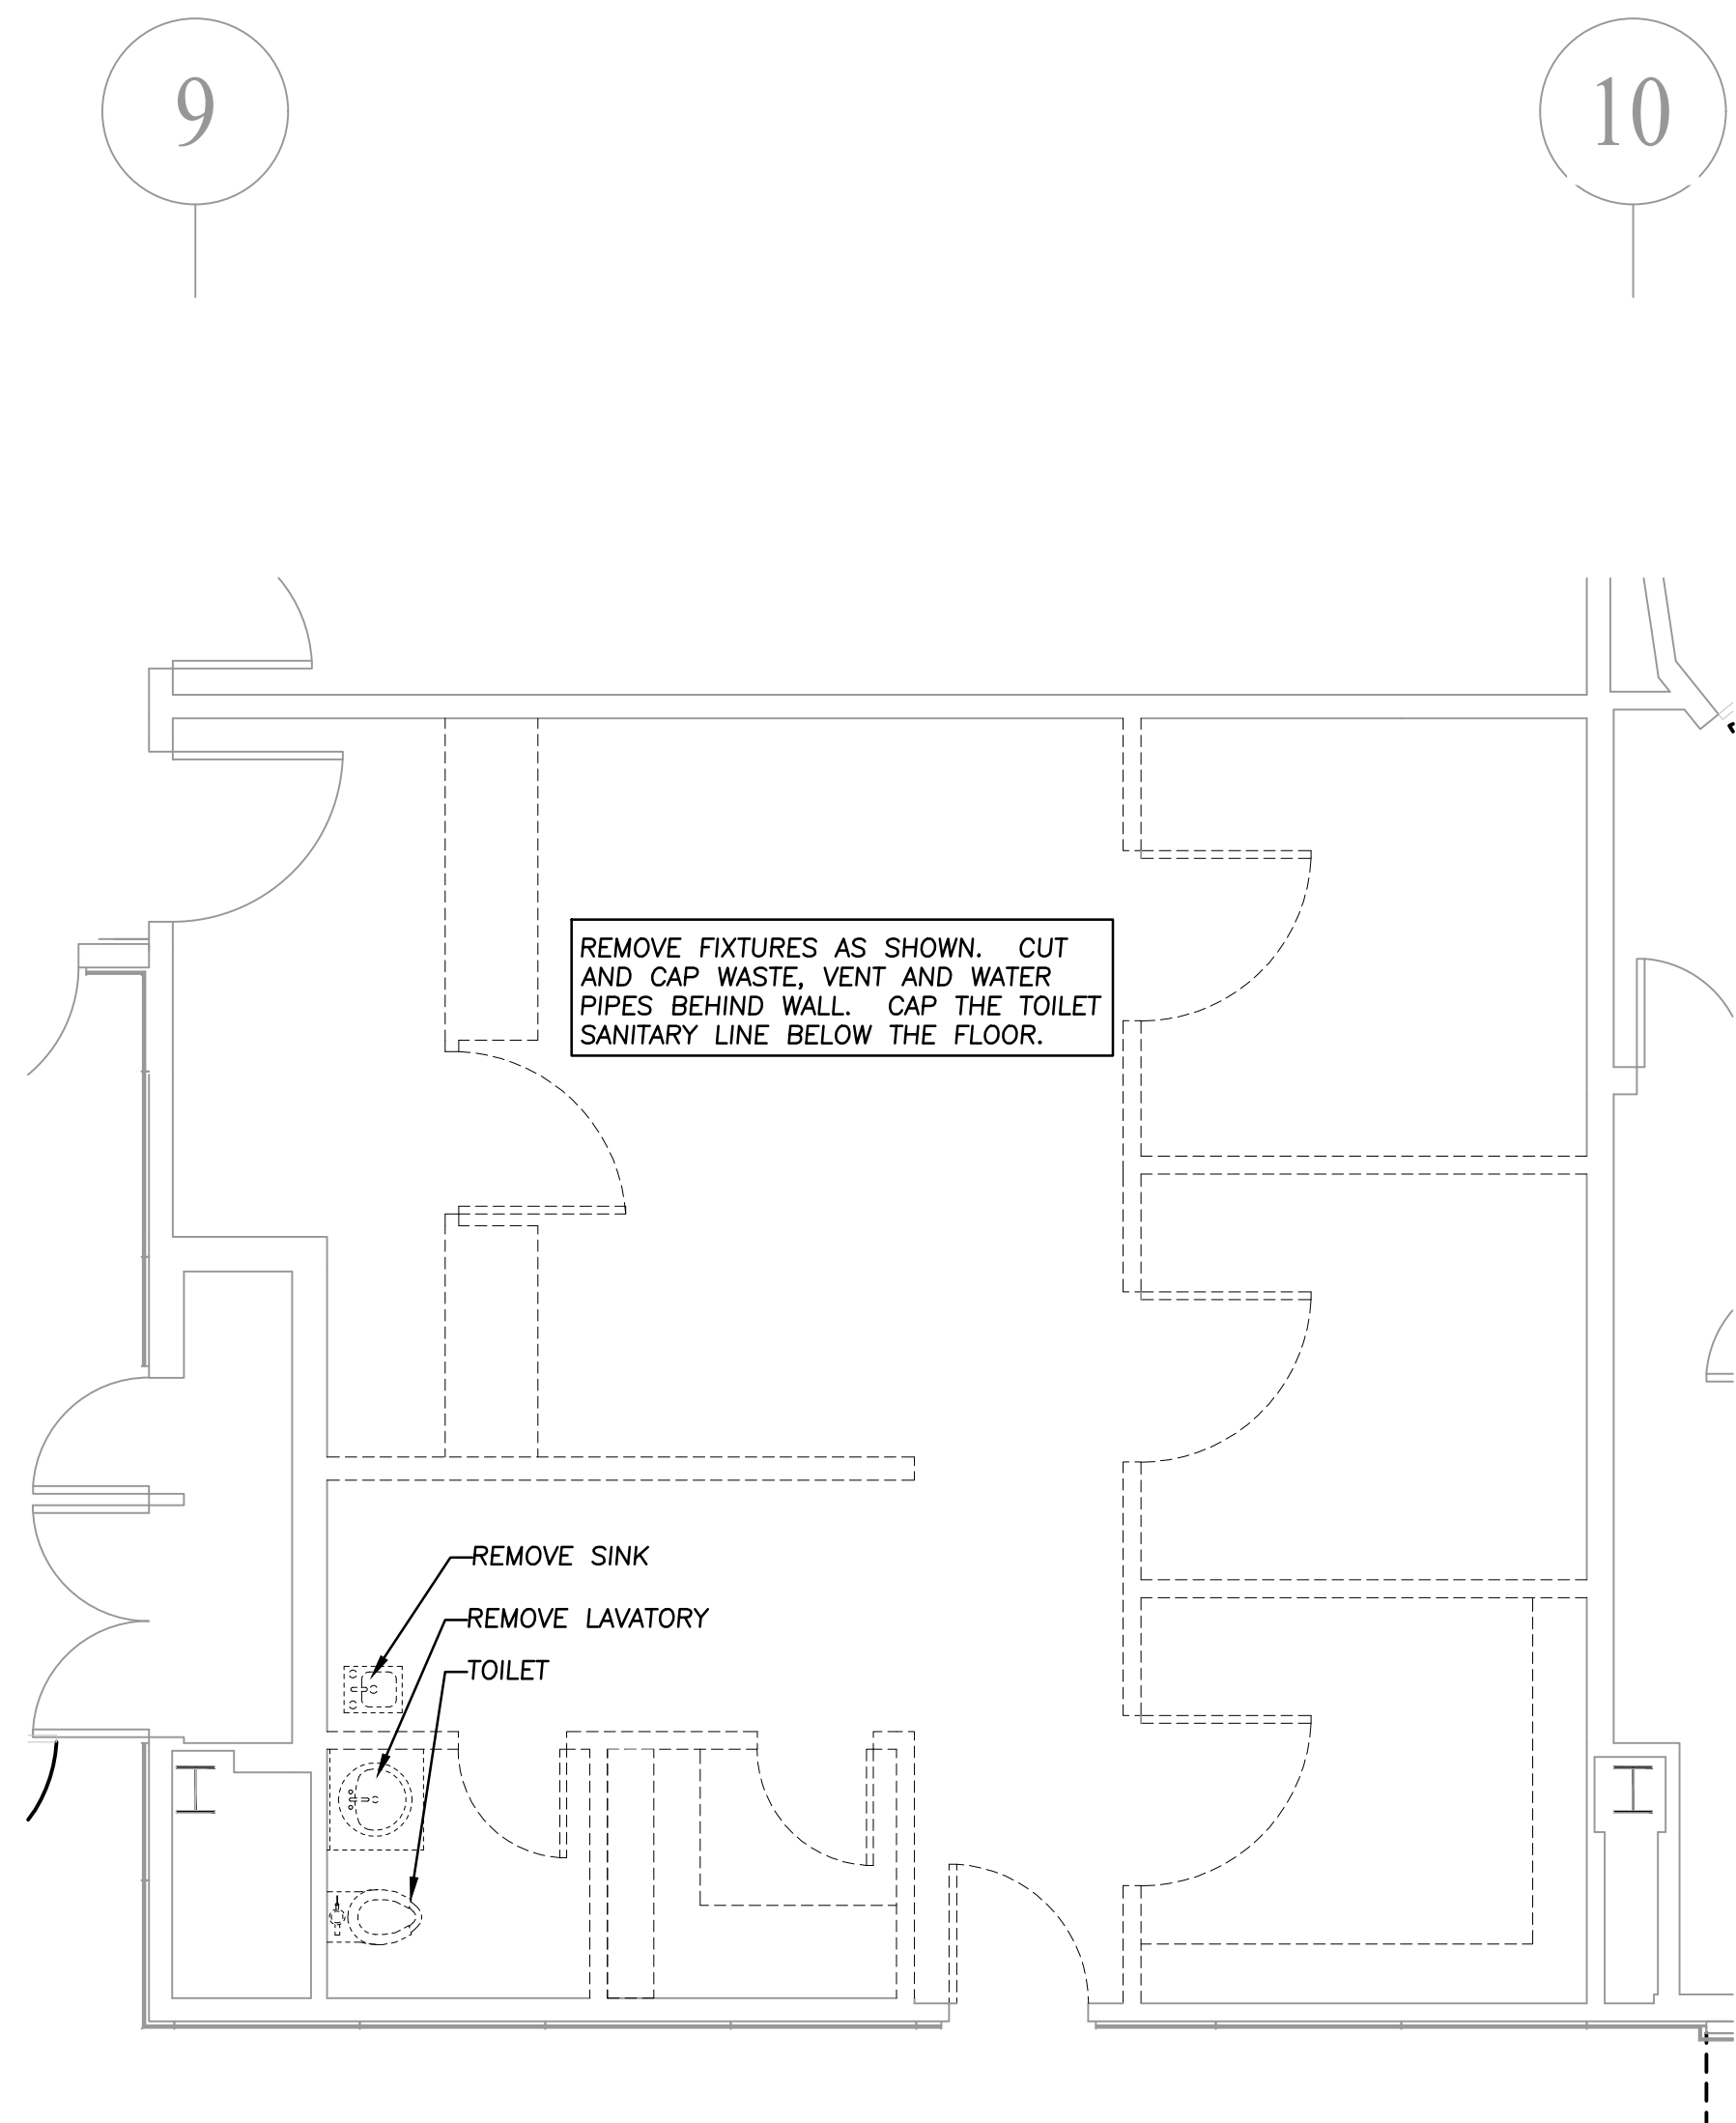 9
10
REMOVE FIXTURES AS SHOWN. CUT
AND CAP WASTE, VENT AND WATER
PIPES BEHIND WALL. CAP THE TOILET
SANITARY LINE BELOW THE FLOOR.
REMOVE SINK
REMOVE LAVATORY
TOILET